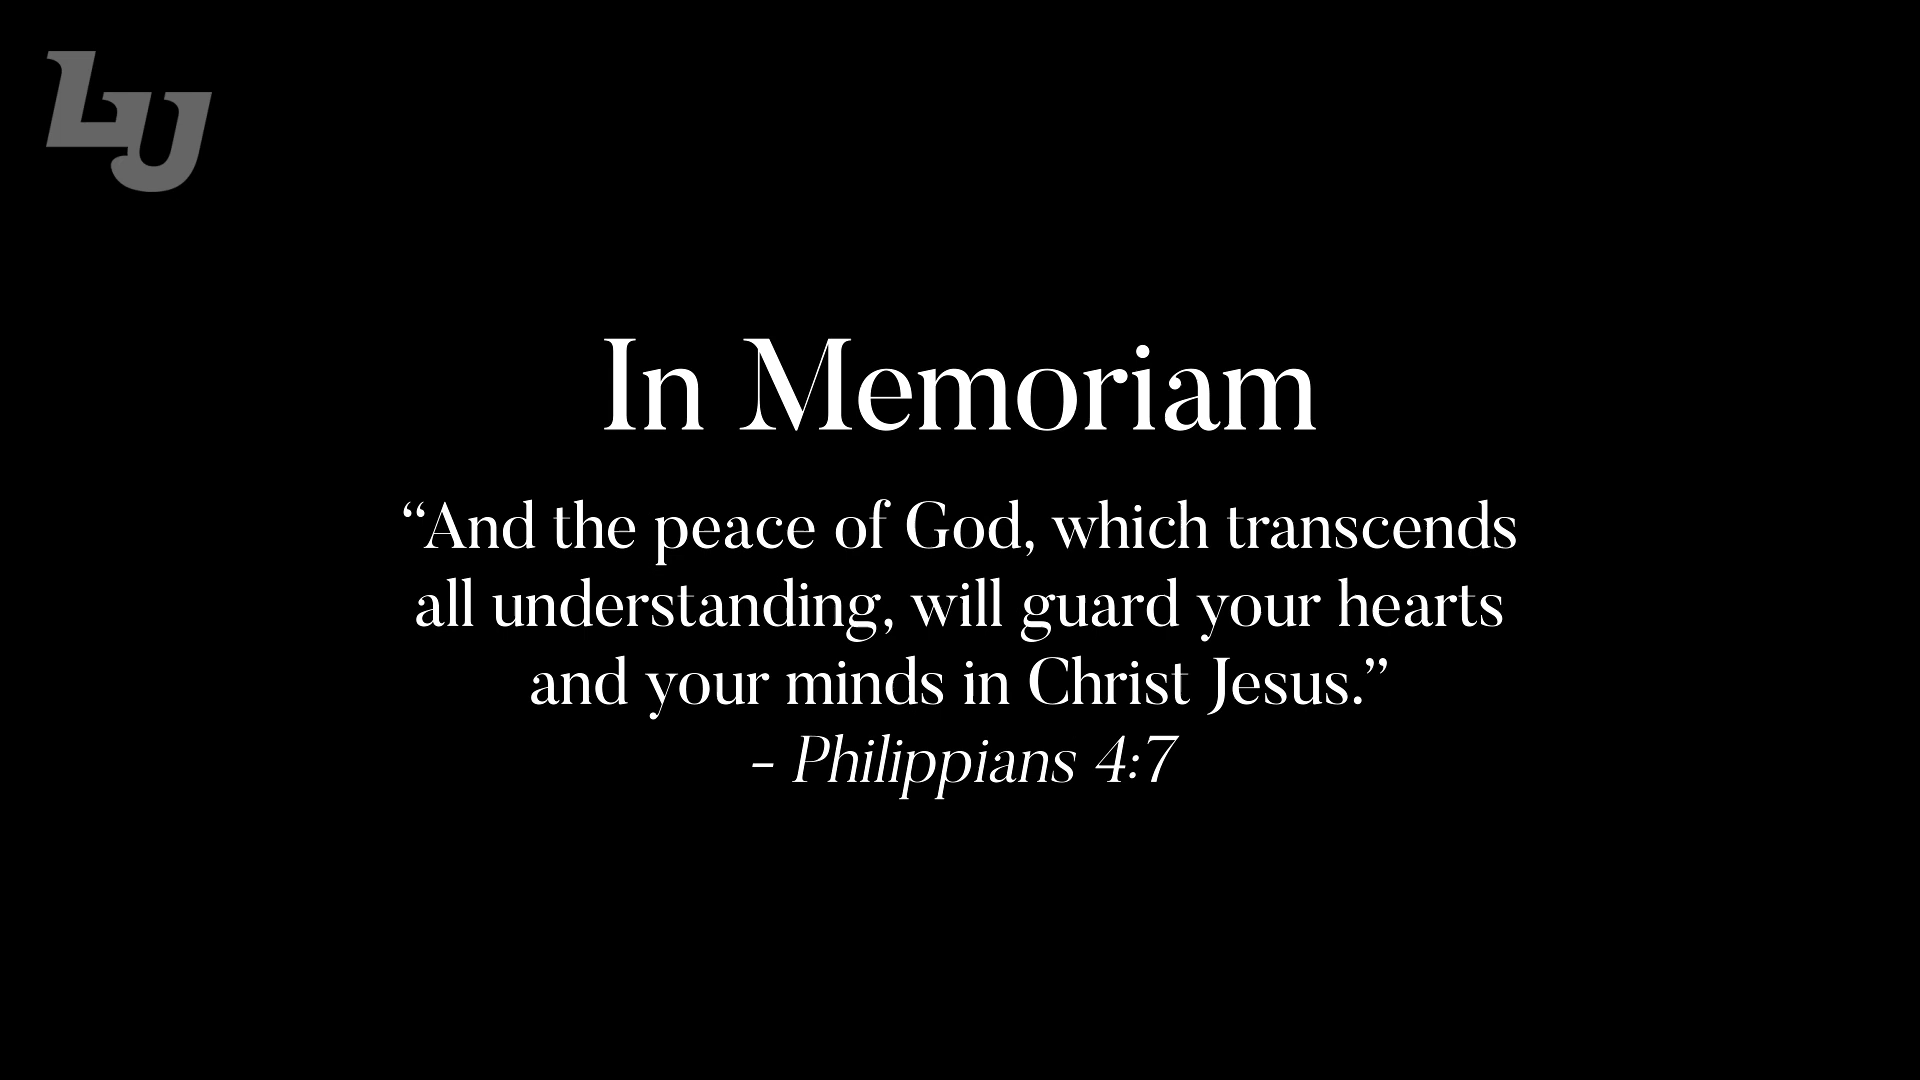 LU
In Memoriam
“And the peace of God, which transcends
all understanding, will guard your hearts
and your minds in Christ Jesus.”
- Philippians 4:7